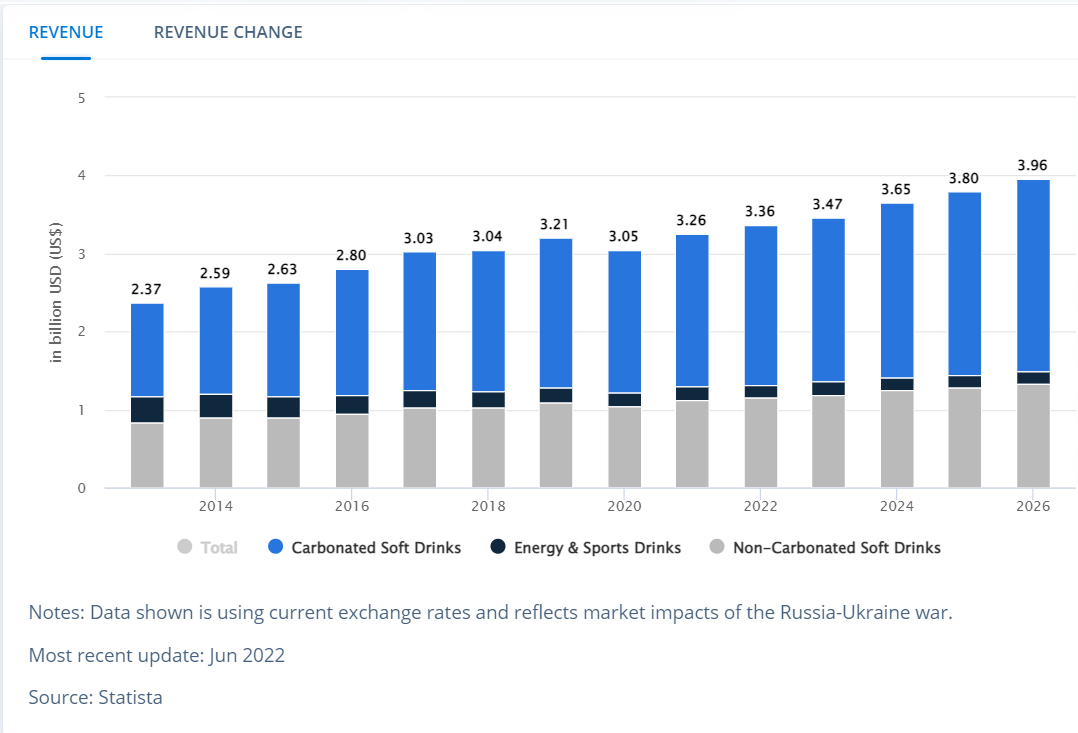 REVENUE REVENUE CHANGE
5
4
3
2
1
0
in billion USD (US$)
2.37 2.59 2.63 2.80 3.03 3.04 3.21 3.05 3.26 3.36 3.47 3.65 3.80 3.96
2014 2016 2018 2020 2022 2024 2026
Total Carbonated Soft Drinks Energy & Sports Drinks Non-Carbonated Soft Drinks
Notes: Data shown is using current exchange rates and reflects market impacts of the Russia-Ukraine war.
Most recent update: Jun 2022
Source: Statista